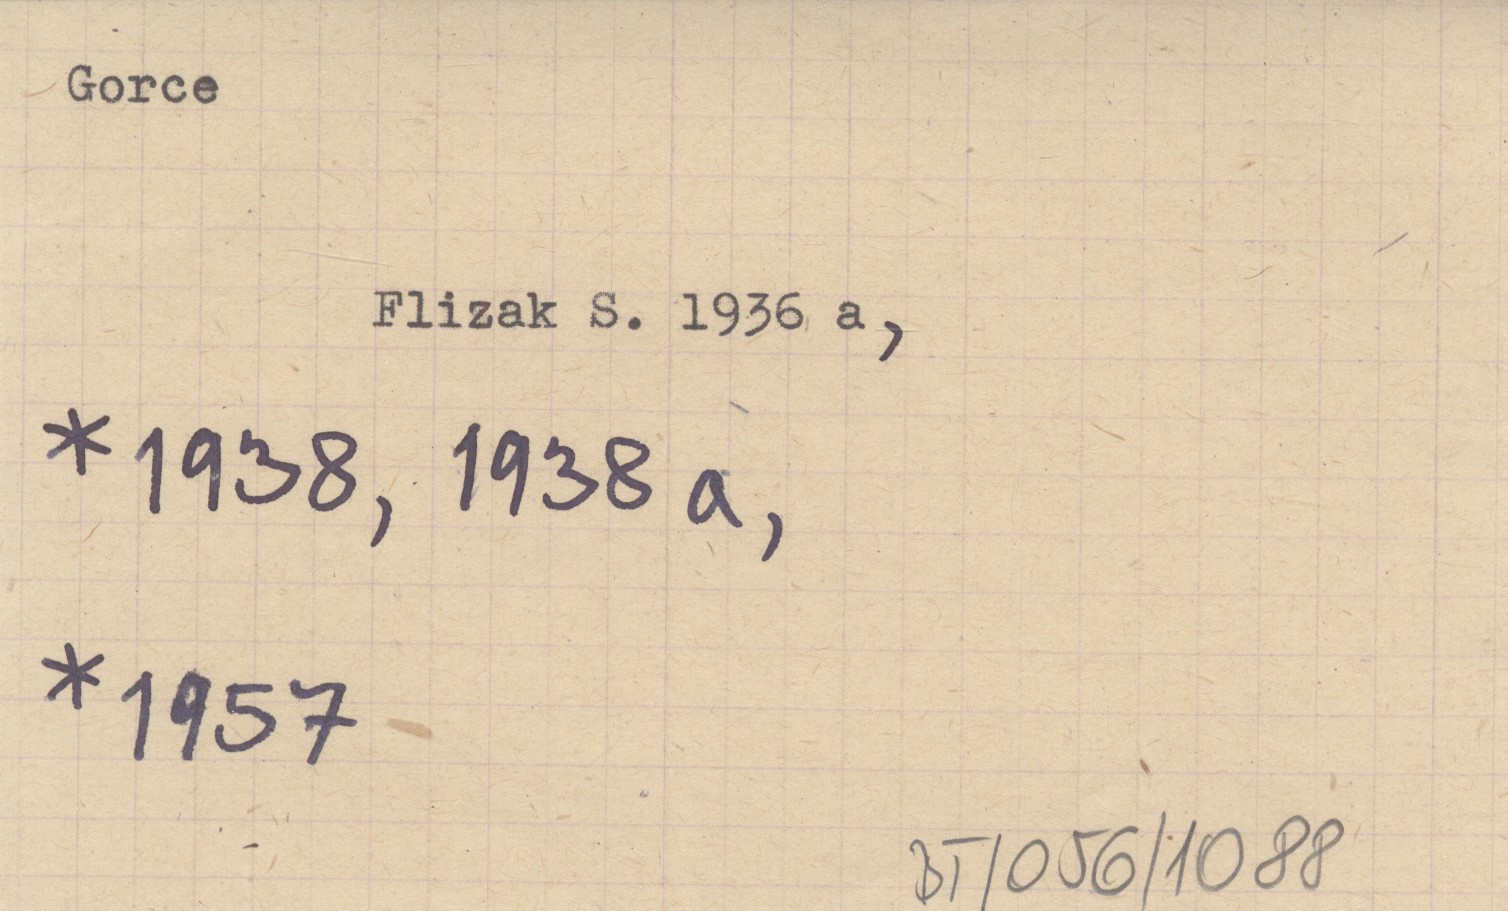 Gorce
Flizak S. 1936 a,
*1938, 1938 a,
*1957
BT/056/1088